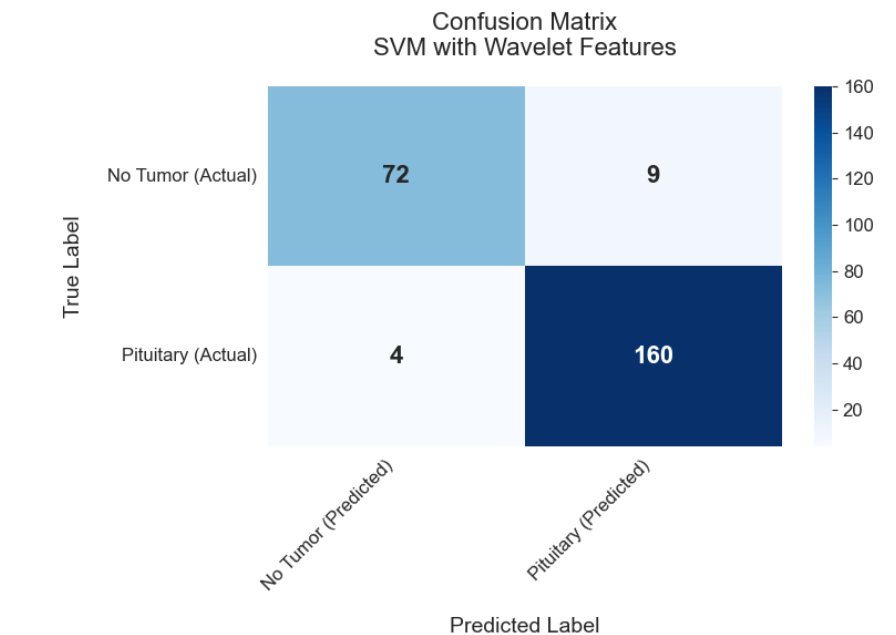 Confusion Matrix
SVM with Wavelet Features
True Label
No Tumor (Actual)
72
9
Pituitary (Actual)
4
160
No Tumor (Predicted)
Pituitary (Predicted)
Predicted Label
160
140
120
100
80
60
40
20